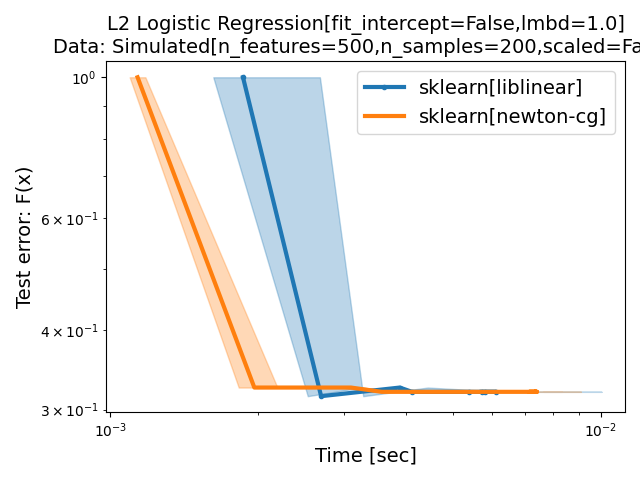 L2 Logistic Regression[fit_intercept=False,lmbd=1.0]
Data: Simulated[n_features=500,n_samples=200,scaled=Fa
sklearn[liblinear]
sklearn[newton-cg]
Test error: F(x)
10⁰
6 × 10⁻¹
4 × 10⁻¹
3 × 10⁻¹
10⁻³
10⁻²
Time [sec]